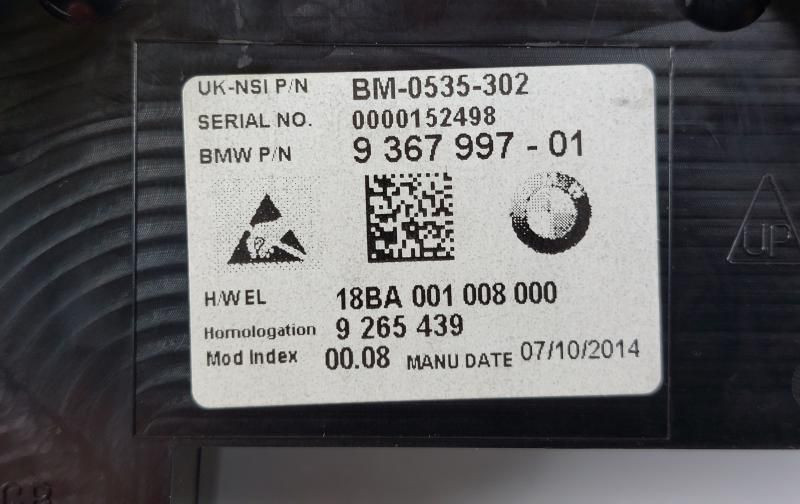 UK-NSI P/N BM-0535-302
SERIAL NO. 0000152498
BMW P/N 9 367 997 - 01
UP
H/W EL 18BA 001 008 000
Homologation 9 265 439
Mod Index 00.08 MANU DATE 07/10/2014